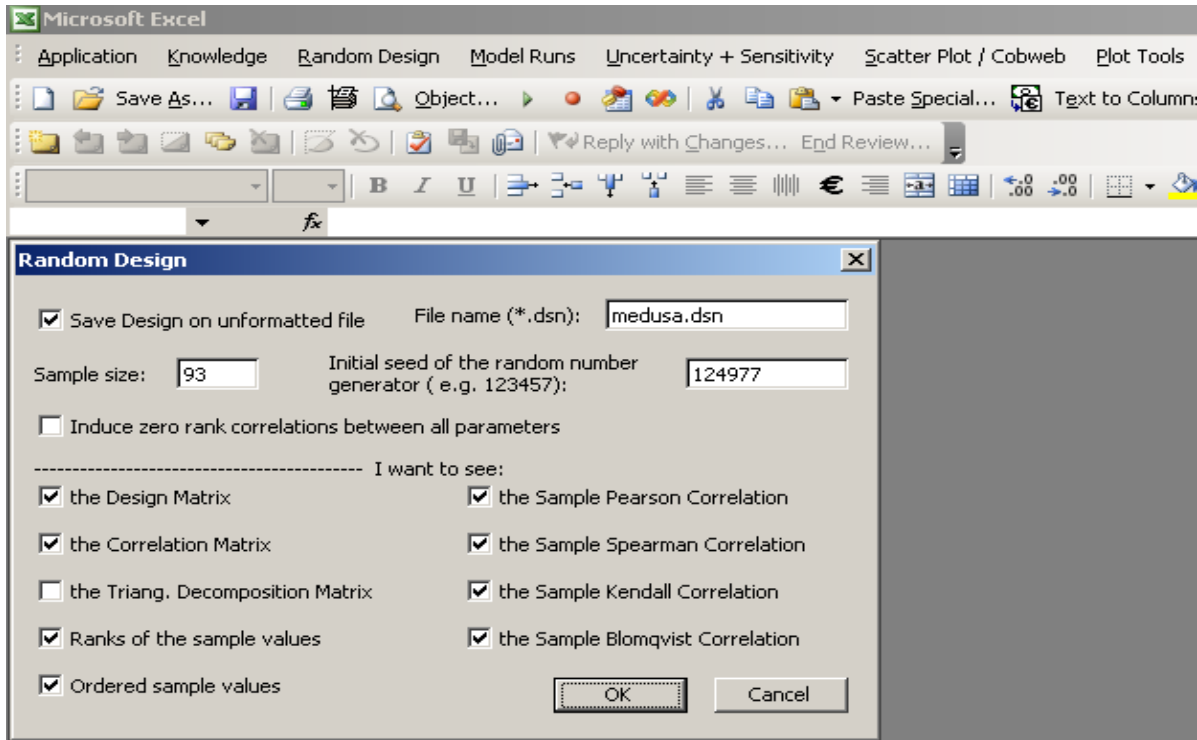 Microsoft Excel
Application Knowledge Random Design Model Runs Uncertainty + Sensitivity Scatter Plot / Cobweb Plot Tools
Save As... Object... Paste Special... Text to Columns
Reply with Changes... End Review...
B I U €
fx
Random Design
Save Design on unformatted file File name (*.dsn): medusa.dsn
Sample size: 93 Initial seed of the random number
generator ( e.g. 123457): 124977
Induce zero rank correlations between all parameters
------------------------------------------- I want to see:
the Design Matrix the Sample Pearson Correlation
the Correlation Matrix the Sample Spearman Correlation
the Triang. Decomposition Matrix the Sample Kendall Correlation
Ranks of the sample values the Sample Blomqvist Correlation
Ordered sample values OK Cancel